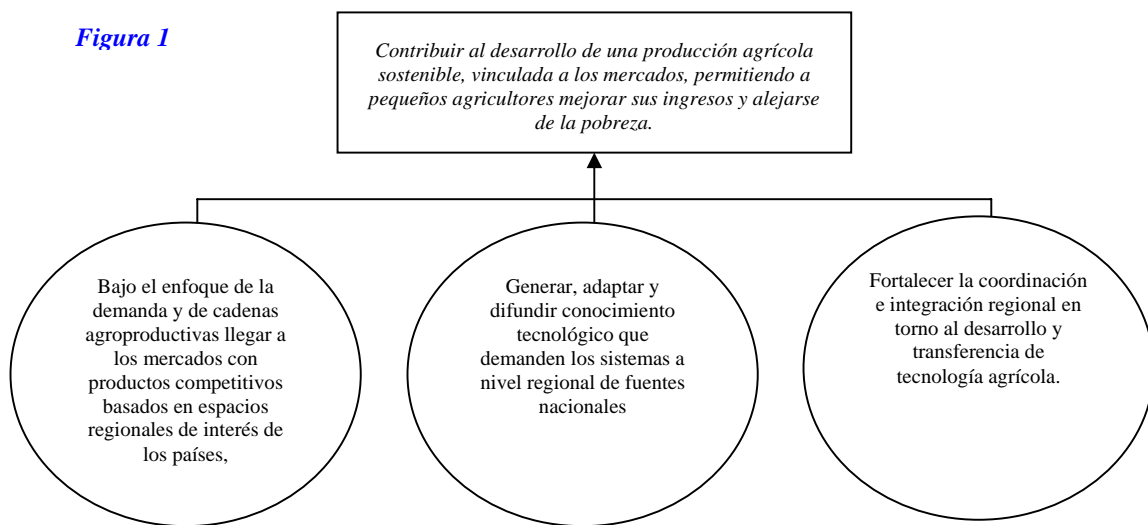 Figura 1
Contribuir al desarrollo de una producción agrícola
sostenible, vinculada a los mercados, permitiendo a
pequeños agricultores mejorar sus ingresos y alejarse
de la pobreza.
Bajo el enfoque de la
demanda y de cadenas
agroproductivas llegar a
los mercados con
productos competitivos
basados en espacios
regionales de interés de
los países,
Generar, adaptar y
difundir conocimiento
tecnológico que
demanden los sistemas a
nivel regional de fuentes
nacionales
Fortalecer la coordinación
e integración regional en
torno al desarrollo y
transferencia de
tecnología agrícola.